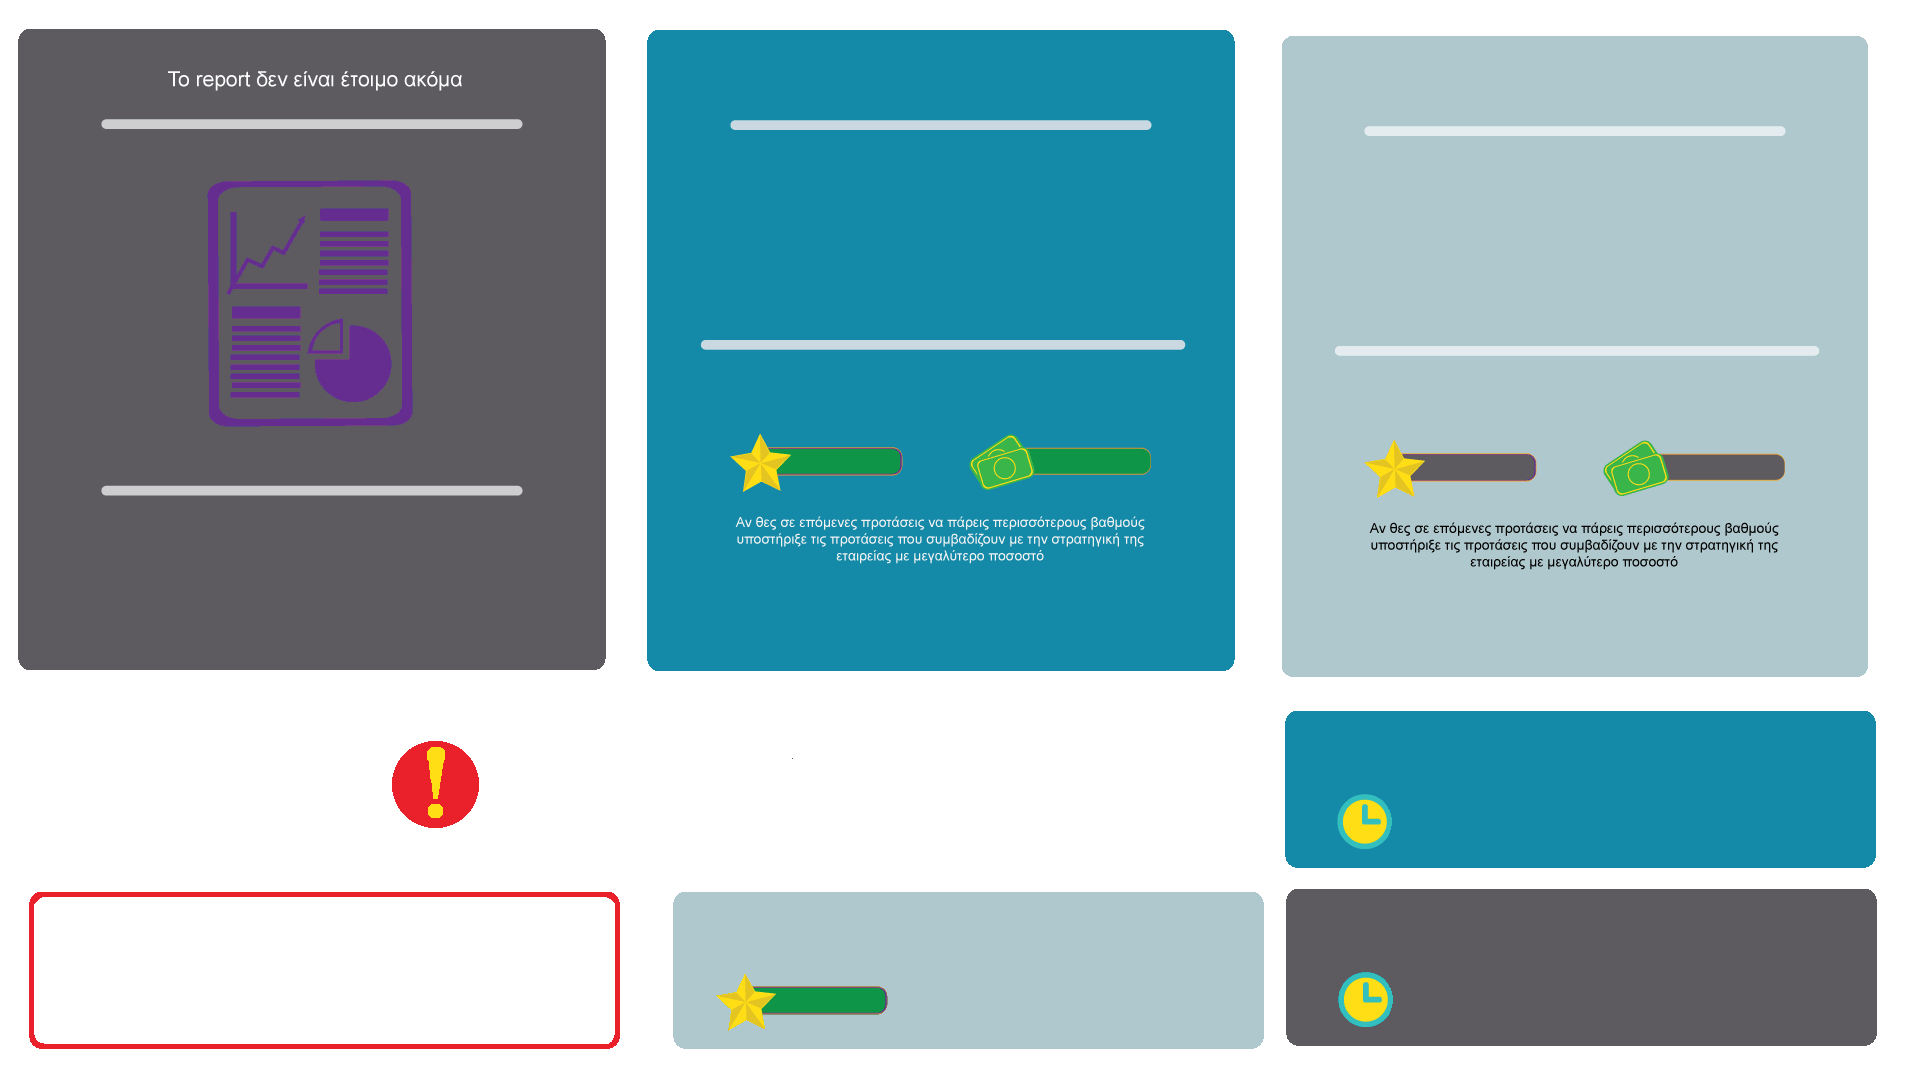 Το report δεν είναι έτοιμο ακόμα
Αν θες σε επόμενες προτάσεις να πάρεις περισσότερους βαθμούς
υποστήριξε τις προτάσεις που συμβαδίζουν με την στρατηγική της
εταιρείας με μεγαλύτερο ποσοστό
Αν θες σε επόμενες προτάσεις να πάρεις περισσότερους βαθμούς
υποστήριξε τις προτάσεις που συμβαδίζουν με την στρατηγική της
εταιρείας με μεγαλύτερο ποσοστό